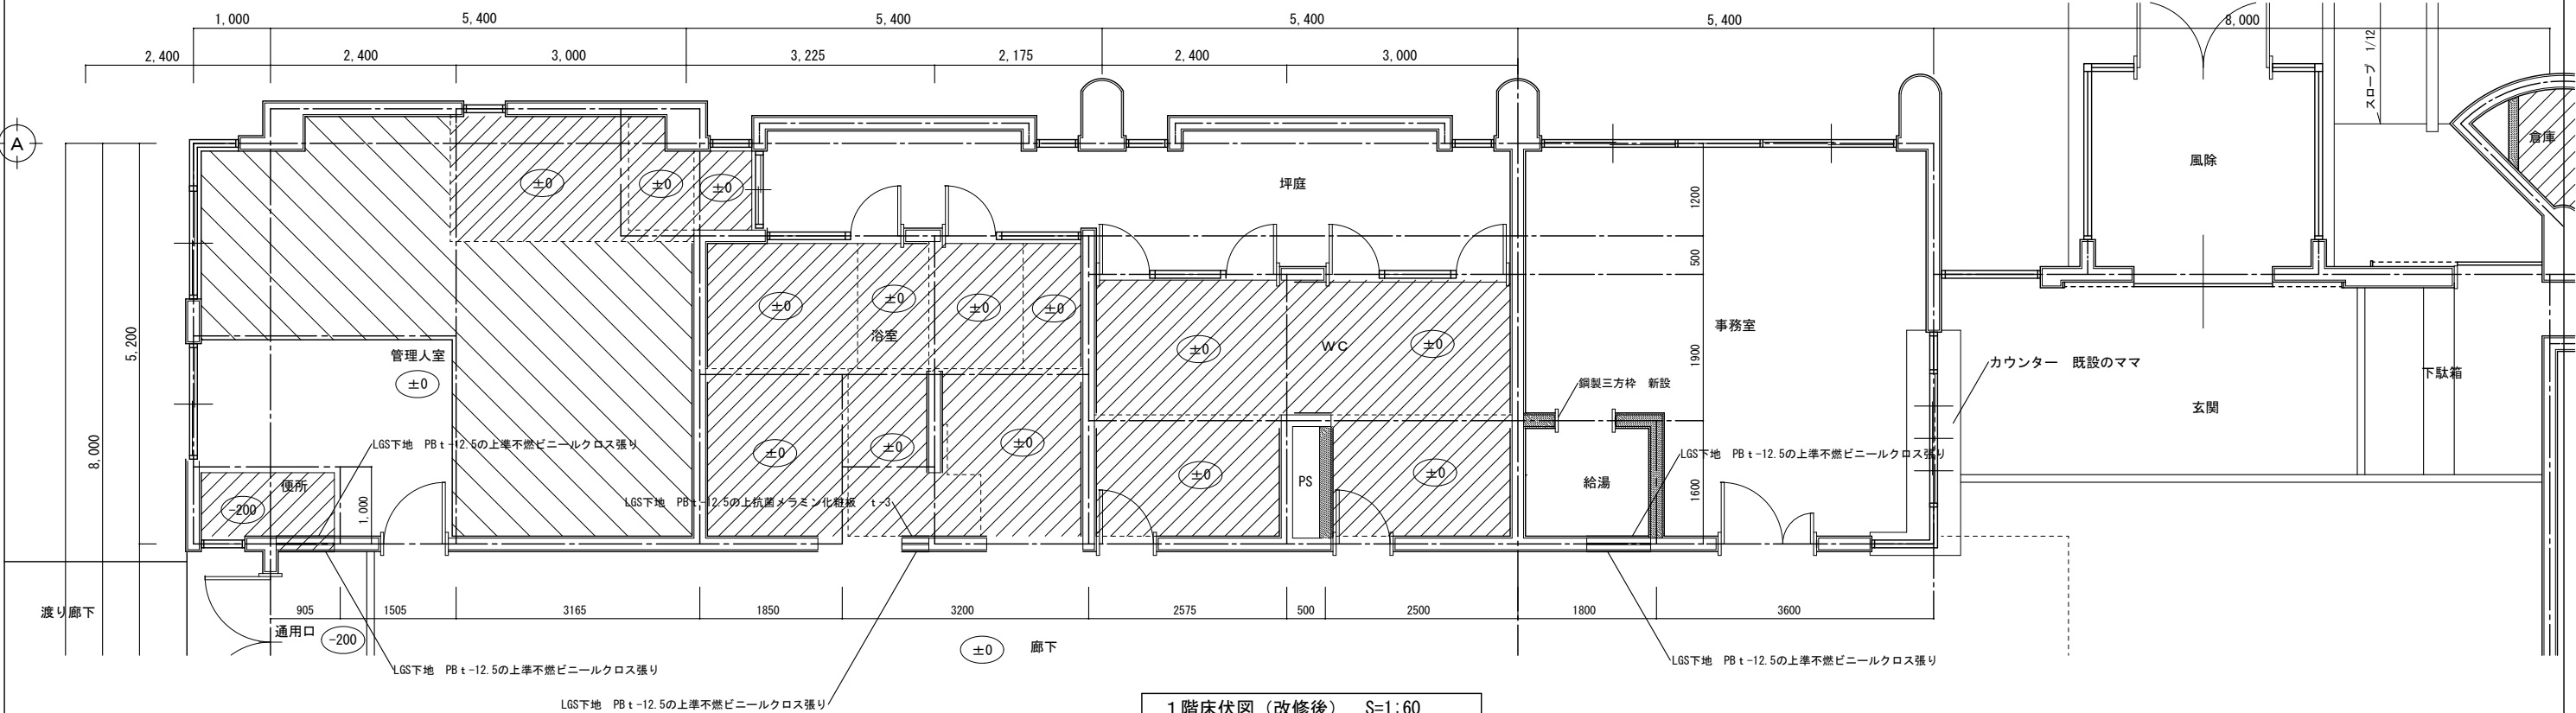 1,000
5,400
5,400
5,400
5,400
8,000
2,400
2,400
3,000
3,225
2,175
2,400
3,000
スロープ 1/12
A
倉庫
±0
±0
±0
坪庭
風除
1200
500
±0
±0
±0
±0
浴室
±0
WC
±0
事務室
1900
5,200
管理人室
±0
カウンター 既設のママ
下駄箱
鋼製三方枠 新設
玄関
8,000
LGS下地 PBt-12.5の上準不燃ビニールクロス張り
±0
±0
±0
LGS下地 PBt-12.5の上準不燃ビニールクロス張り
±0
PS
±0
給湯
1600
便所
-200
1,000
LGS下地 PBt-12.5の上抗菌メラミン化粧板 t-3
渡り廊下
905
1505
3165
1850
3200
2575
500
2500
1800
3600
通用口
-200
±0
廊下
LGS下地 PBt-12.5の上準不燃ビニールクロス張り
LGS下地 PBt-12.5の上準不燃ビニールクロス張り
LGS下地 PBt-12.5の上準不燃ビニールクロス張り
1階床伏図(改修後) S=1:60